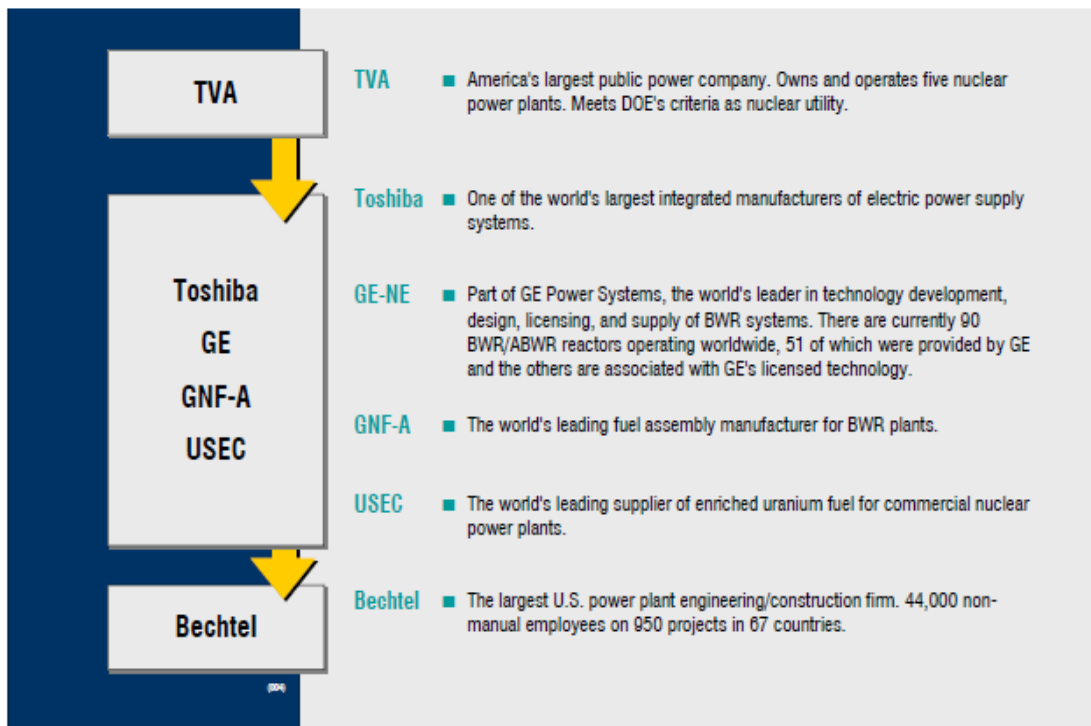 TVA
TVA ■ America's largest public power company. Owns and operates five nuclear
power plants. Meets DOE's criteria as nuclear utility.
Toshiba
GE
GNF-A
USEC
Toshiba ■ One of the world's largest integrated manufacturers of electric power supply
systems.
GE-NE ■ Part of GE Power Systems, the world's leader in technology development,
design, licensing, and supply of BWR systems. There are currently 90
BWR/ABWR reactors operating worldwide, 51 of which were provided by GE
and the others are associated with GE's licensed technology.
GNF-A ■ The world's leading fuel assembly manufacturer for BWR plants.
USEC ■ The world's leading supplier of enriched uranium fuel for commercial nuclear
power plants.
Bechtel
Bechtel ■ The largest U.S. power plant engineering/construction firm. 44,000 non-
manual employees on 950 projects in 67 countries.